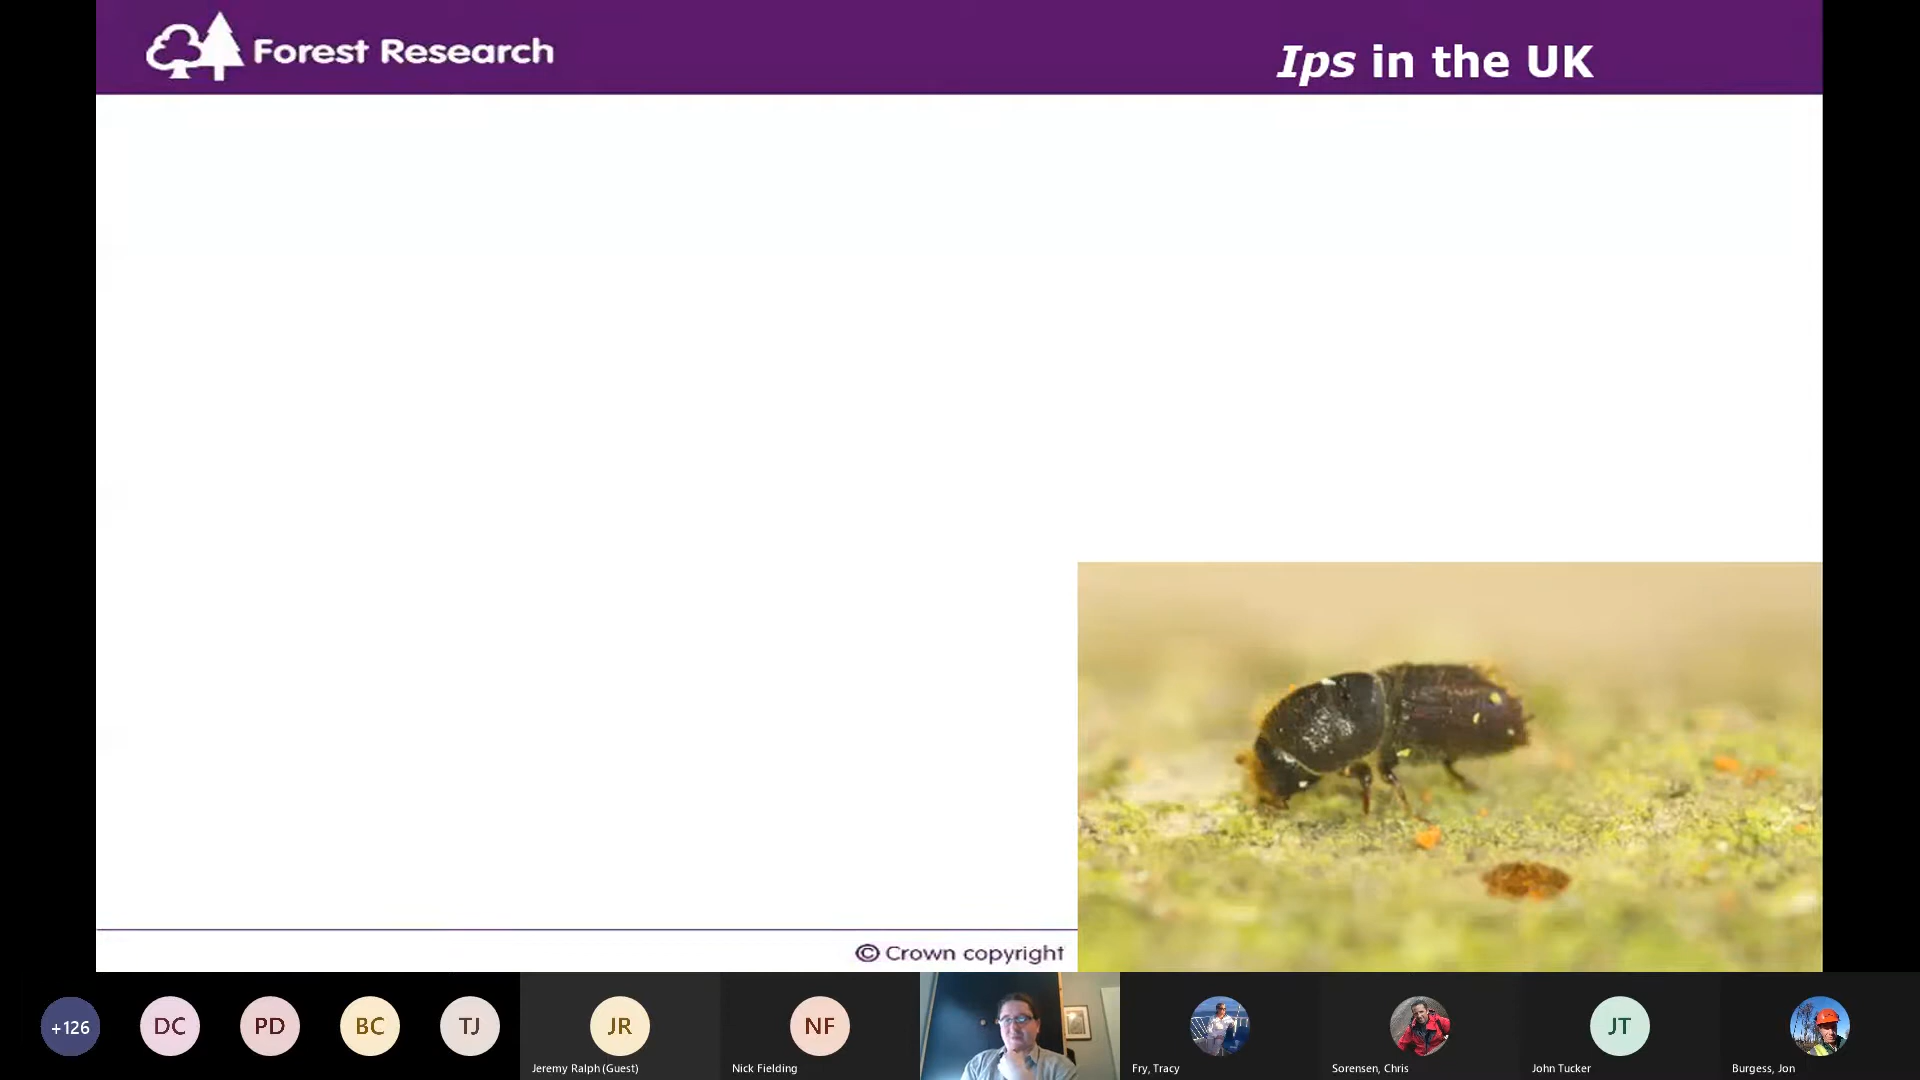 Forest Research
Ips in the UK
© Crown copyright
+126
DC
PD
BC
TJ
JR
NF
JT
Jeremy Ralph (Guest)
Nick Fielding
Fry, Tracy
Sorensen, Chris
John Tucker
Burgess, Jon